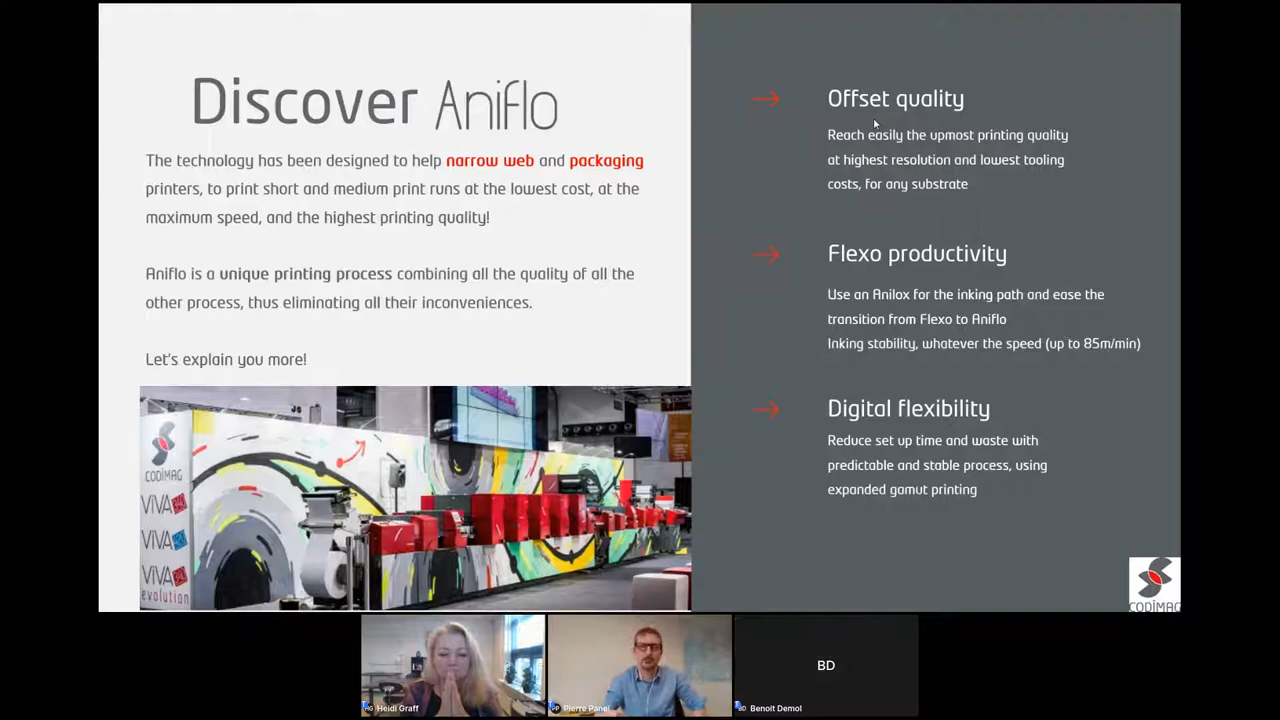 Discover Aniflo
The technology has been designed to help narrow web and packaging
printers, to print short and medium print runs at the lowest cost, at the
maximum speed, and the highest printing quality!
Aniflo is a unique printing process combining all the quality of all the
other process, thus eliminating all their inconveniences.
Let's explain you more!
CODIMAG
VIVA 340
VIVA
VIVA 340
evolution
Offset quality
Reach easily the upmost printing quality
at highest resolution and lowest tooling
costs, for any substrate
Flexo productivity
Use an Anilox for the inking path and ease the
transition from Flexo to Aniflo
Inking stability, whatever the speed (up to 85m/min)
Digital flexibility
Reduce set up time and waste with
predictable and stable process, using
expanded gamut printing
CODIMAG
HG Heidi Graff
PP Pierre Panel
BD
BD Benoit Demol